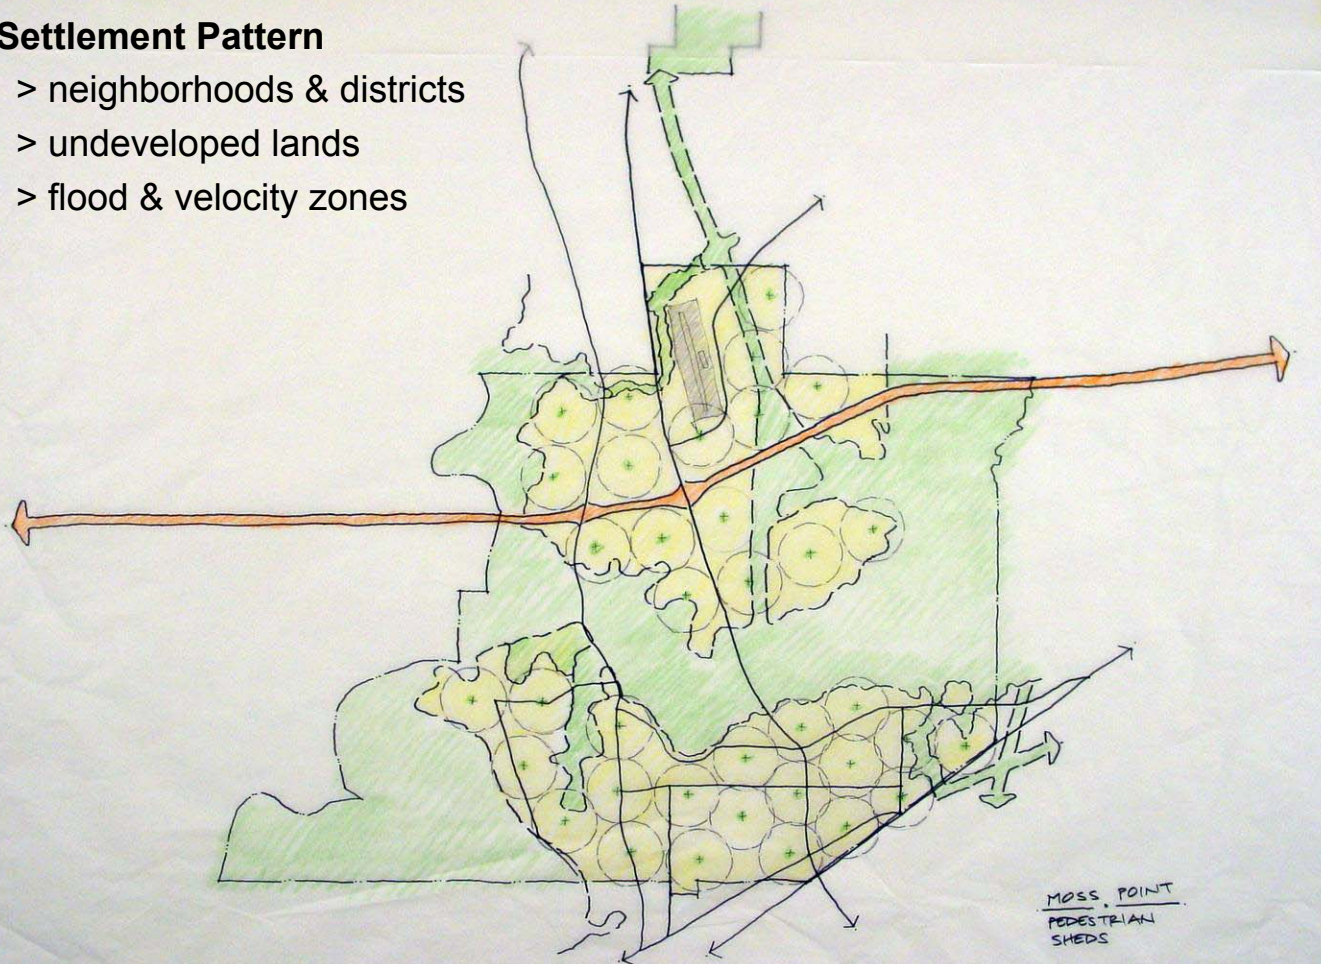 Settlement Pattern
> neighborhoods & districts
> undeveloped lands
> flood & velocity zones
MOSS POINT
PEDESTRIAN
SHEDS